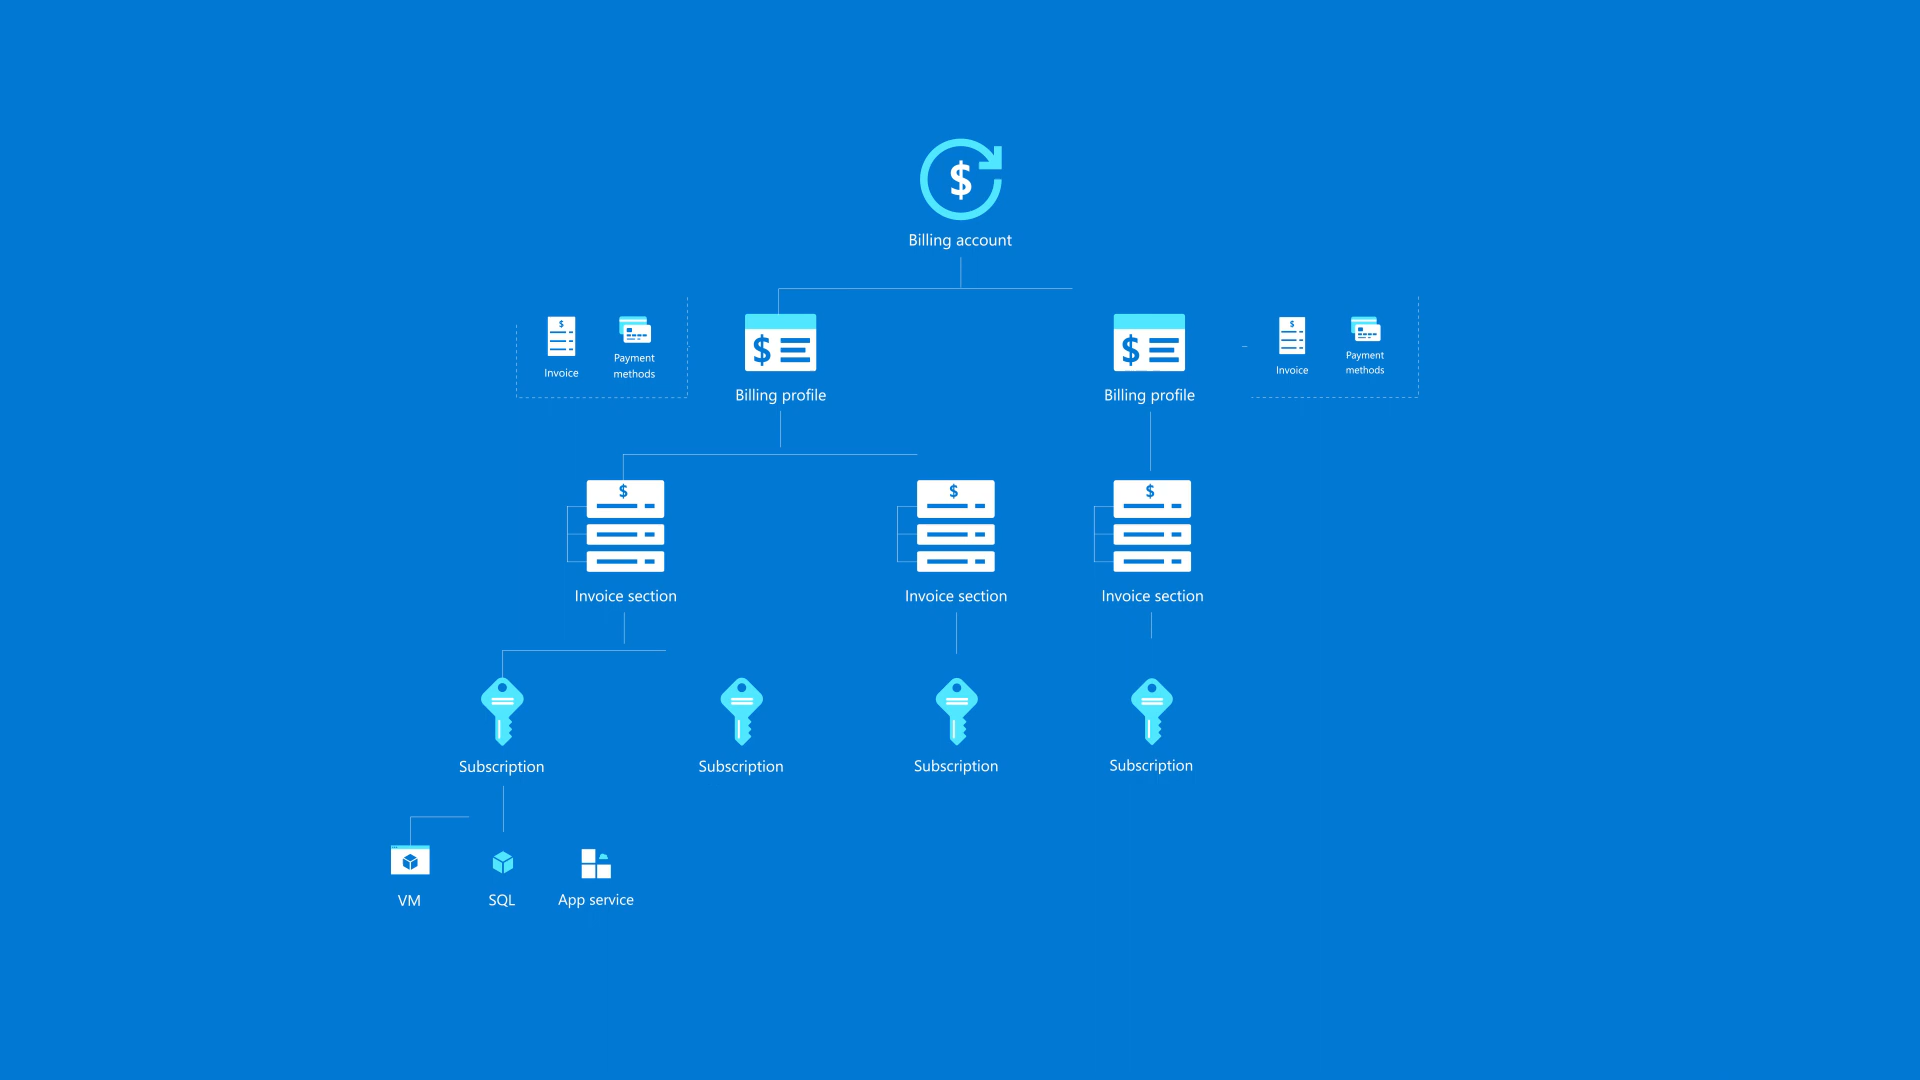 $
Billing account
$
Invoice
Payment
methods
$
Billing profile
$
Billing profile
$
Invoice
Payment
methods
$
Invoice section
$
Invoice section
$
Invoice section
Subscription
Subscription
Subscription
Subscription
VM
SQL
App service